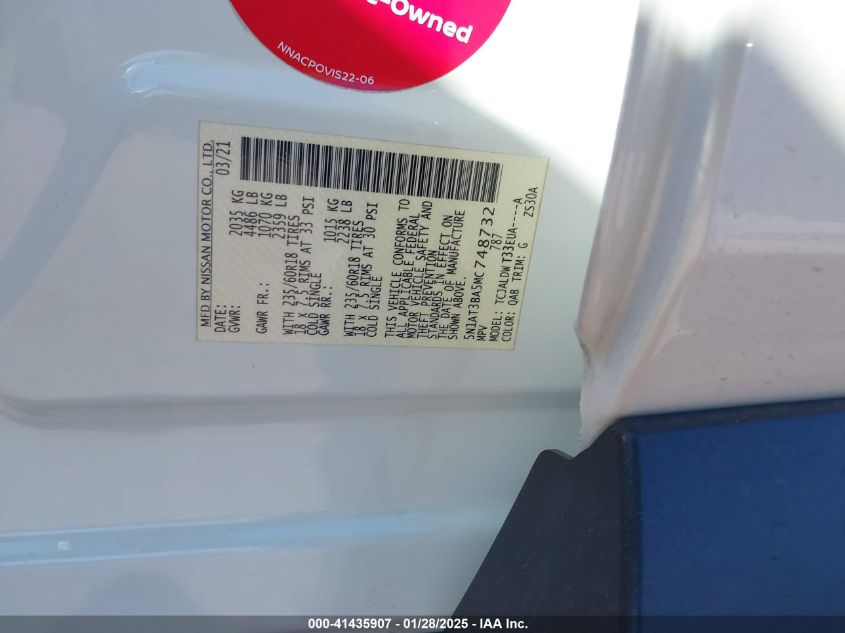 -Owned
NNACPOVIS22-06
MFD BY NISSAN MOTOR CO., LTD.
DATE: 03/21
GVWR: 2035 KG
4486 LB
GAWR FR.: 1070 KG
2359 LB
WITH 235/60R18 TIRES
18 X 7.5 RIMS AT 33 PSI
COLD SINGLE
GAWR RR.: 1015 KG
2238 LB
WITH 235/60R18 TIRES
18 X 7.5 RIMS AT 30 PSI
COLD SINGLE
THIS VEHICLE CONFORMS TO
ALL APPLICABLE FEDERAL
MOTOR VEHICLE SAFETY AND
THEFT PREVENTION
STANDARDS IN EFFECT ON
THE DATE OF MANUFACTURE
SHOWN ABOVE.
5N1AT3BA5MC748732
MPV 787
MODEL: TCJALDWT33EUA----A
COLOR: QAB TRIM: G ZS30A
000-41435907 - 01/28/2025 - IAA Inc.